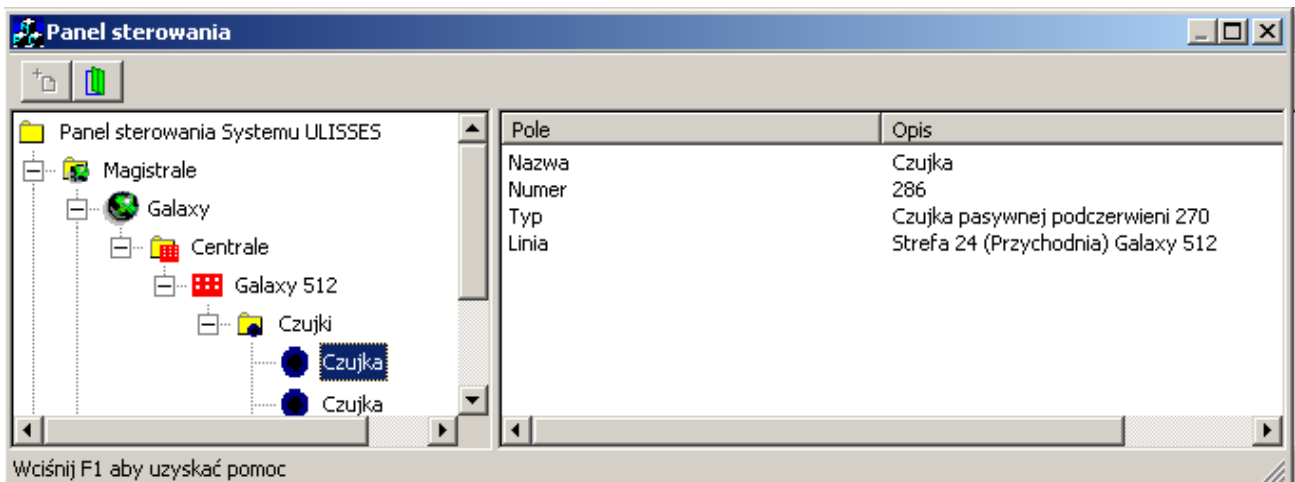 Panel sterowania
Panel sterowania Systemu ULISSES
Magistrale
Galaxy
Centrale
Galaxy 512
Czujki
Czujka
Czujka
Pole Opis
Nazwa Czujka
Numer 286
Typ Czujka pasywnej podczerwieni 270
Linia Strefa 24 (Przychodnia) Galaxy 512
Wciśnij F1 aby uzyskać pomoc